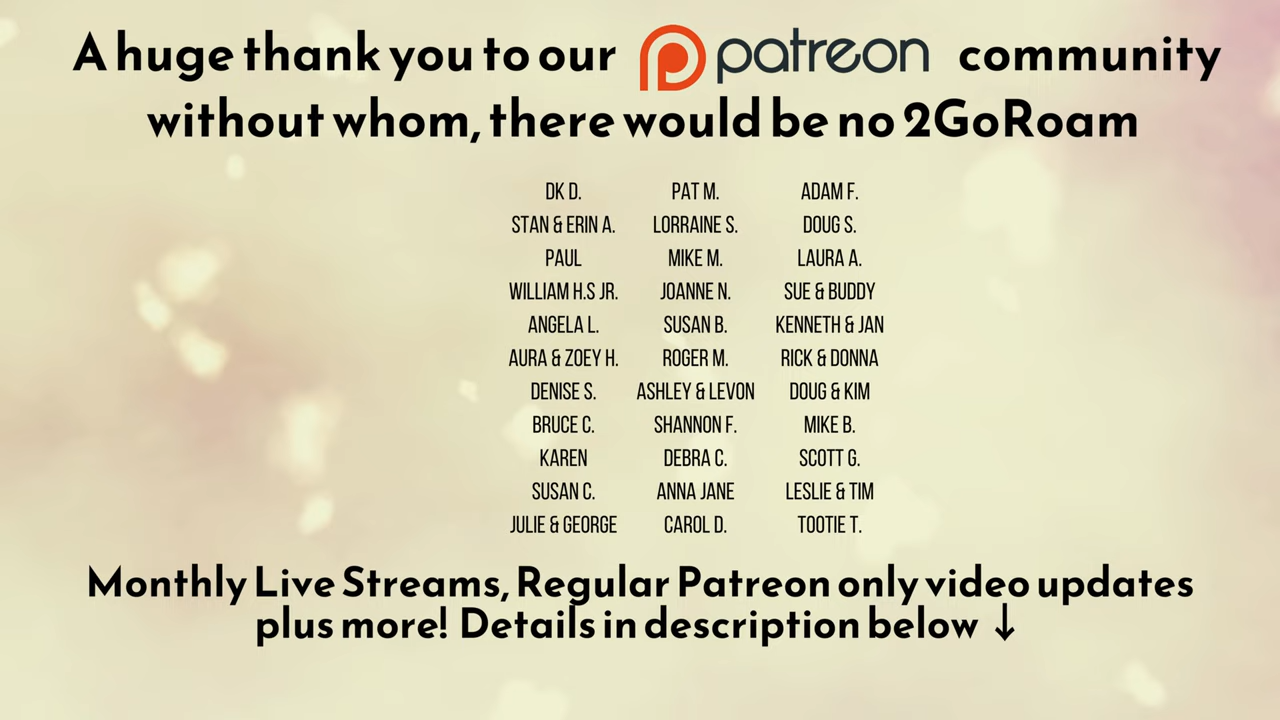 A huge thank you to our patreon community
without whom, there would be no 2GoRoam
DK D. PAT M. ADAM F.
STAN & ERIN A. LORRAINE S. DOUG S.
PAUL MIKE M. LAURA A.
WILLIAM H.S JR. JOANNE N. SUE & BUDDY
ANGELA L. SUSAN B. KENNETH & JAN
AURA & ZOEY H. ROGER M. RICK & DONNA
DENISE S. ASHLEY & LEVON DOUG & KIM
BRUCE C. SHANNON F. MIKE B.
KAREN DEBRA C. SCOTT G.
SUSAN C. ANNA JANE LESLIE & TIM
JULIE & GEORGE CAROL D. TOOTIE T.
Monthly Live Streams, Regular Patreon only video updates
plus more! Details in description below ↓